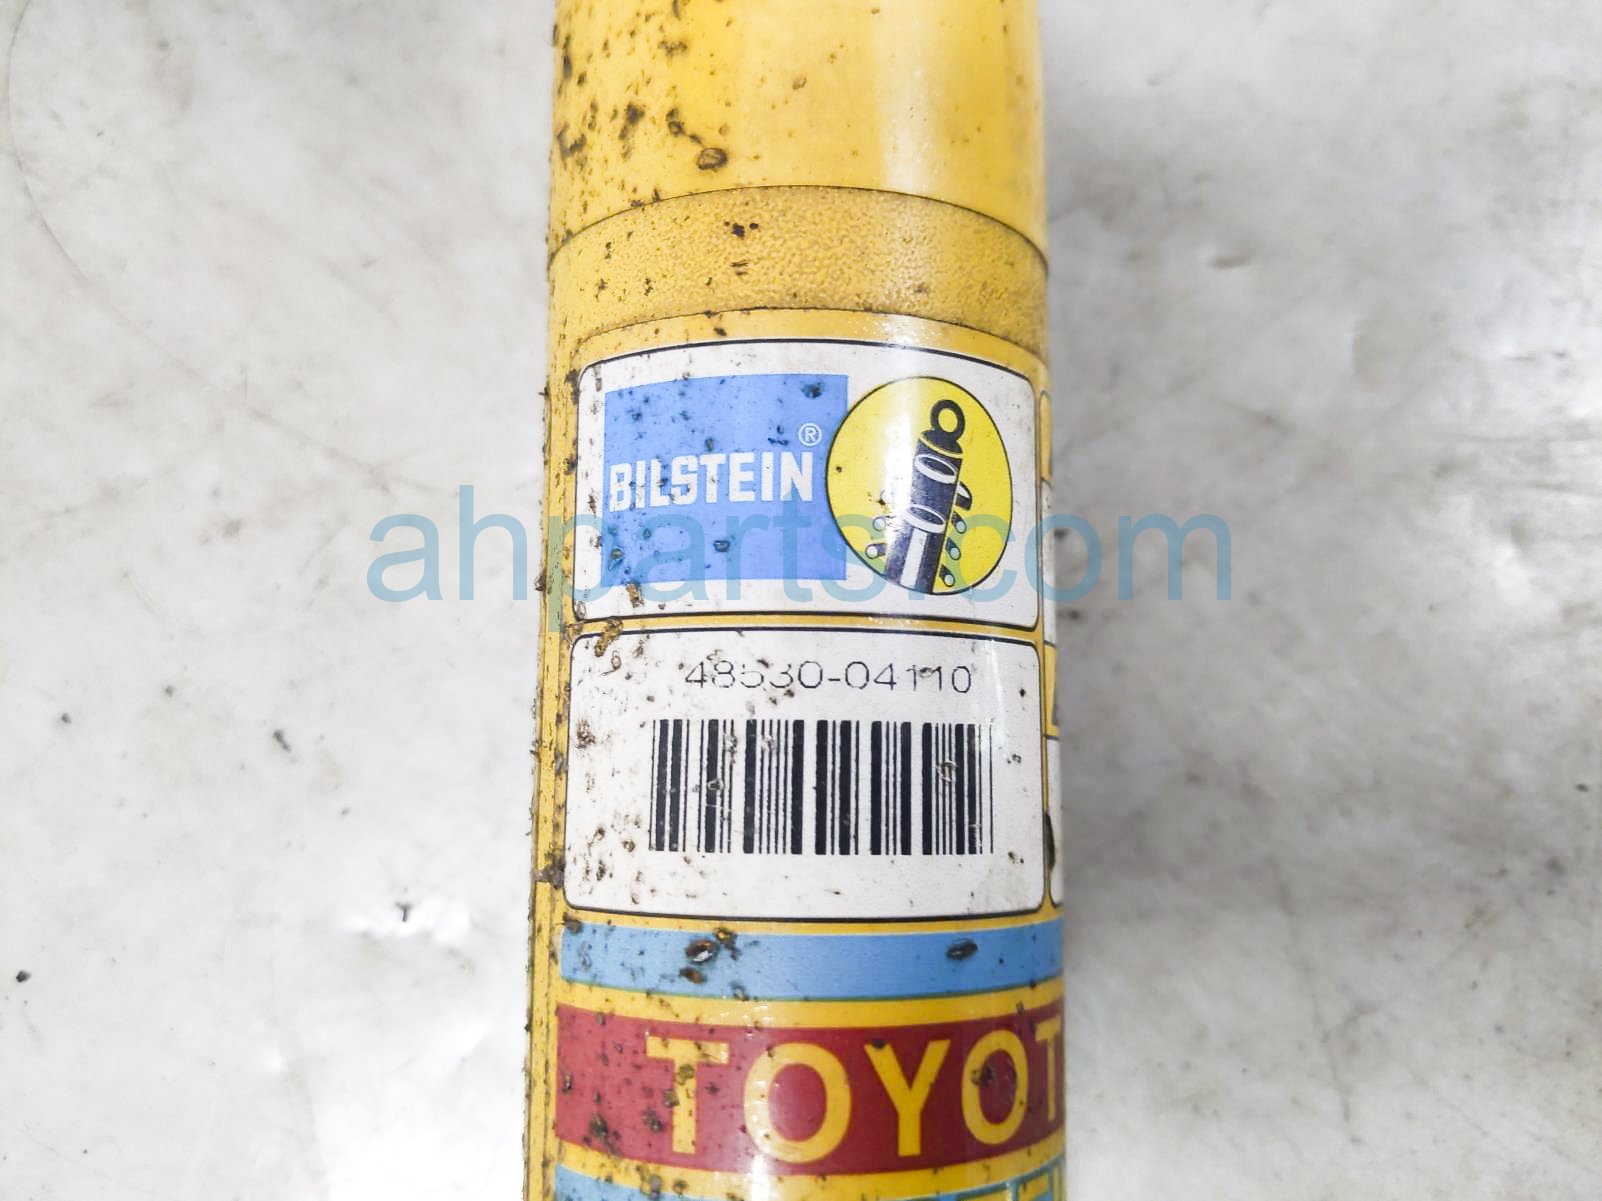 BILSTEIN®
ahparts.com
48530-04110
TOYOT